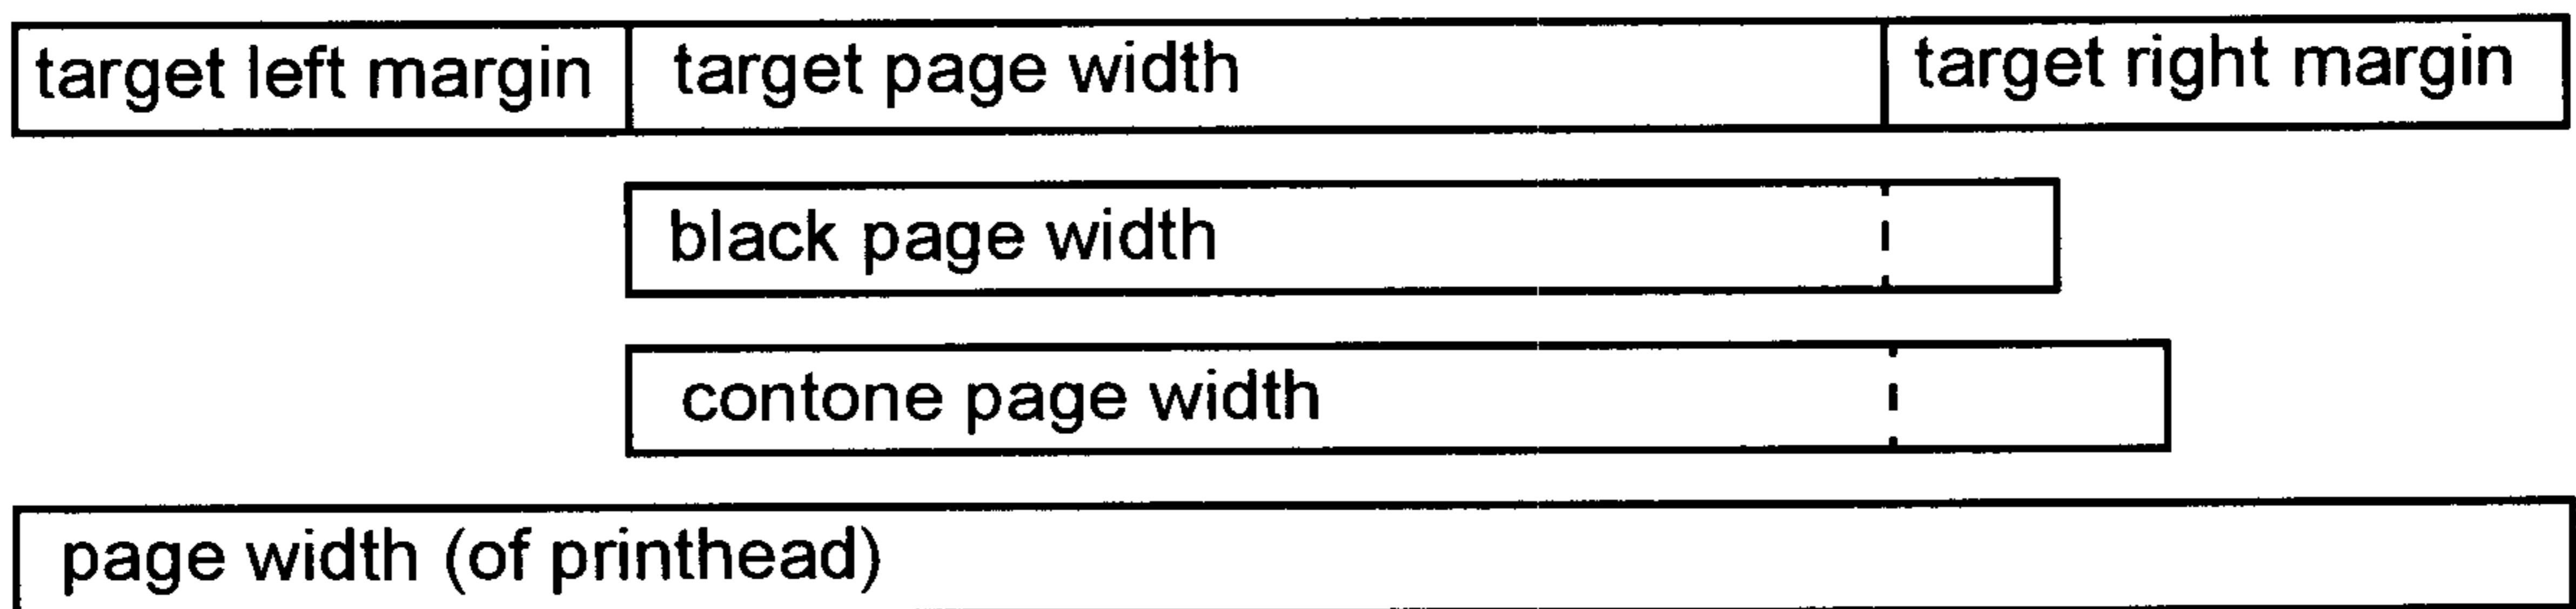 target left margin target page width target right margin
black page width
contone page width
page width (of printhead)